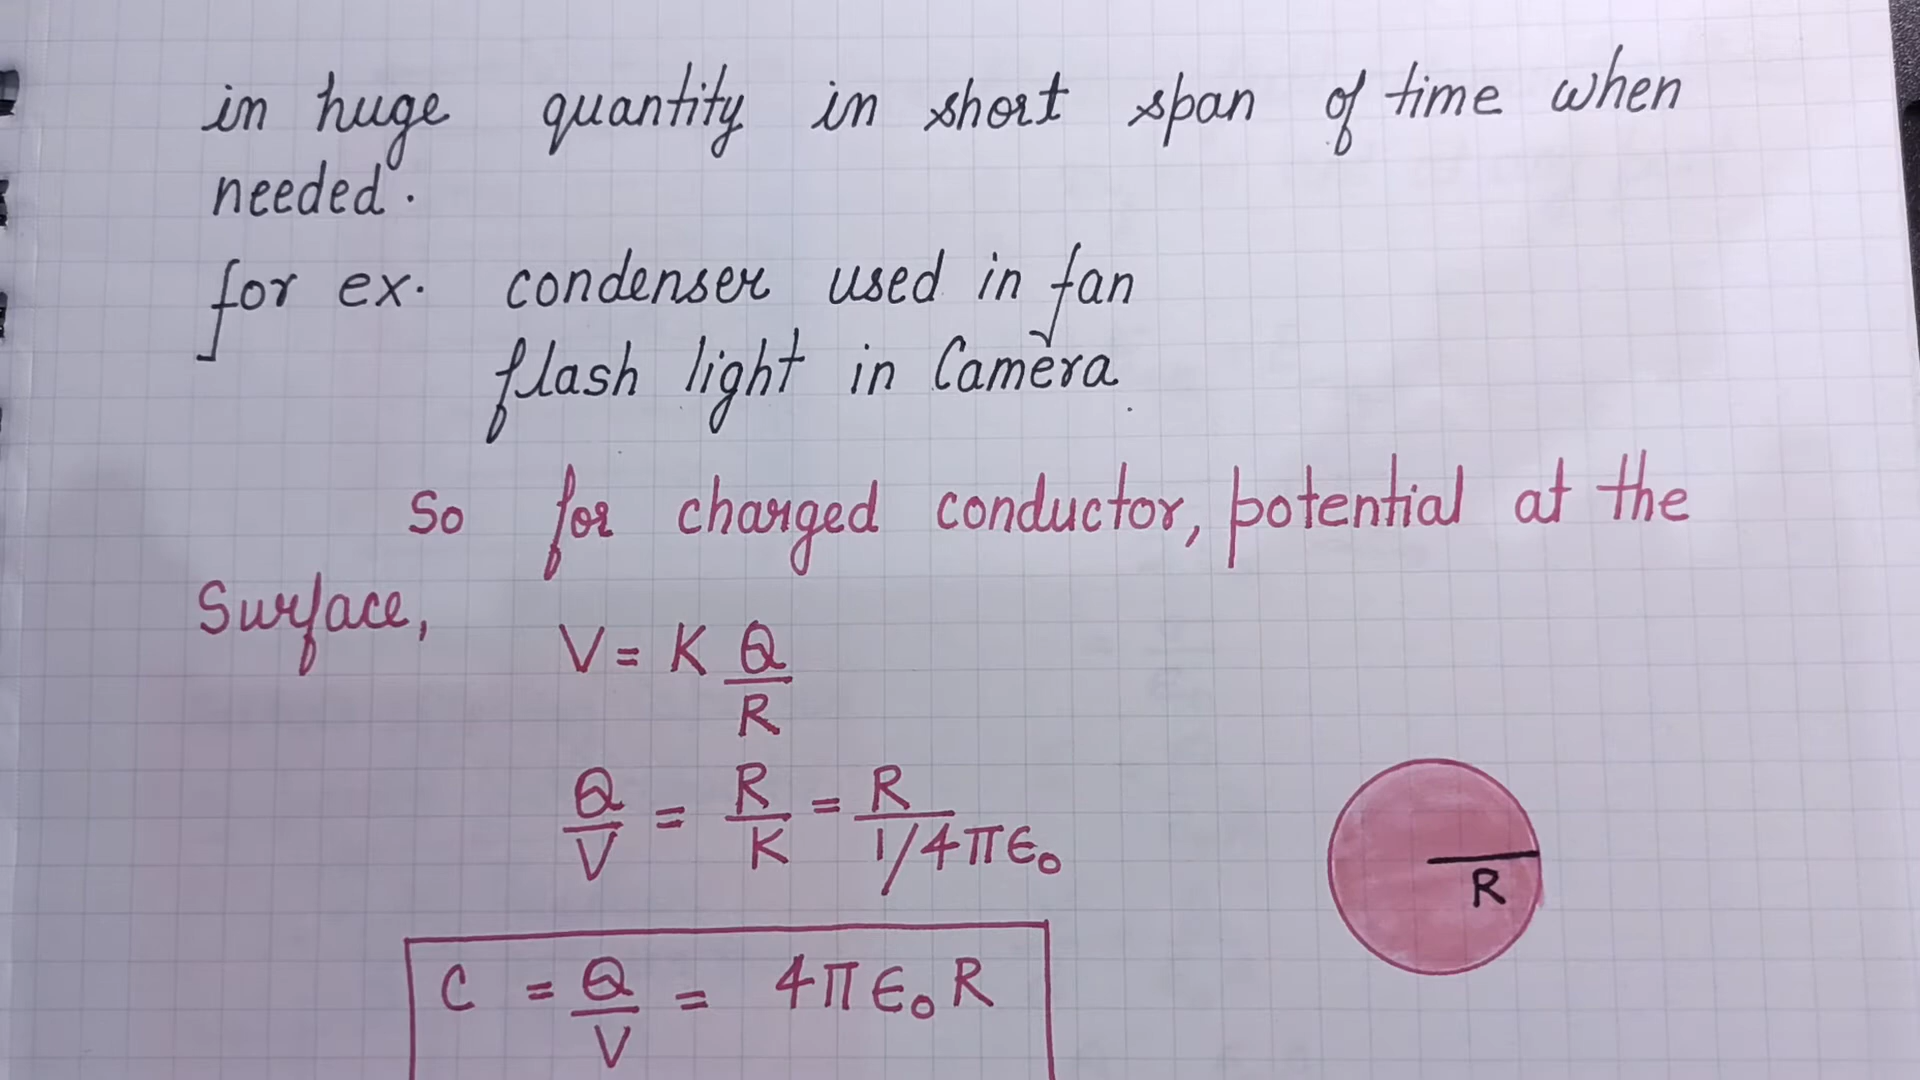 in huge quantity in short span of time when
needed.
for ex. condenser used in fan
flash light in Camera
So for charged conductor, potential at the
Surface,
V = K Q/R
Q/V = R/K = R/(1/4πϵ₀)
R
C = Q/V = 4πϵ₀R